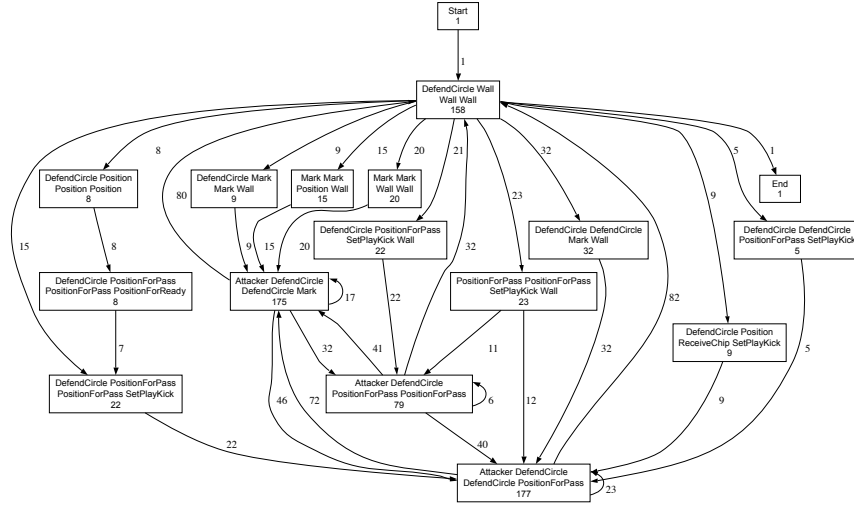 Start
1
1
DefendCircle Wall
Wall Wall
158
8
9
15
20
21
32
5
1
23
9
80
15
DefendCircle Position
Position Position
8
DefendCircle Mark
Mark Wall
9
Mark Mark
Position Wall
15
Mark Mark
Wall Wall
20
End
1
DefendCircle PositionForPass
SetPlayKick Wall
22
DefendCircle DefendCircle
Mark Wall
32
DefendCircle DefendCircle
PositionForPass SetPlayKick
5
8
9
15
20
32
DefendCircle PositionForPass
PositionForPass PositionForReady
8
Attacker DefendCircle
DefendCircle Mark
175
17
22
PositionForPass PositionForPass
SetPlayKick Wall
23
82
DefendCircle Position
ReceiveChip SetPlayKick
9
7
32
41
11
32
5
DefendCircle PositionForPass
PositionForPass SetPlayKick
22
Attacker DefendCircle
PositionForPass PositionForPass
79
6
46
72
12
9
22
40
Attacker DefendCircle
DefendCircle PositionForPass
177
23